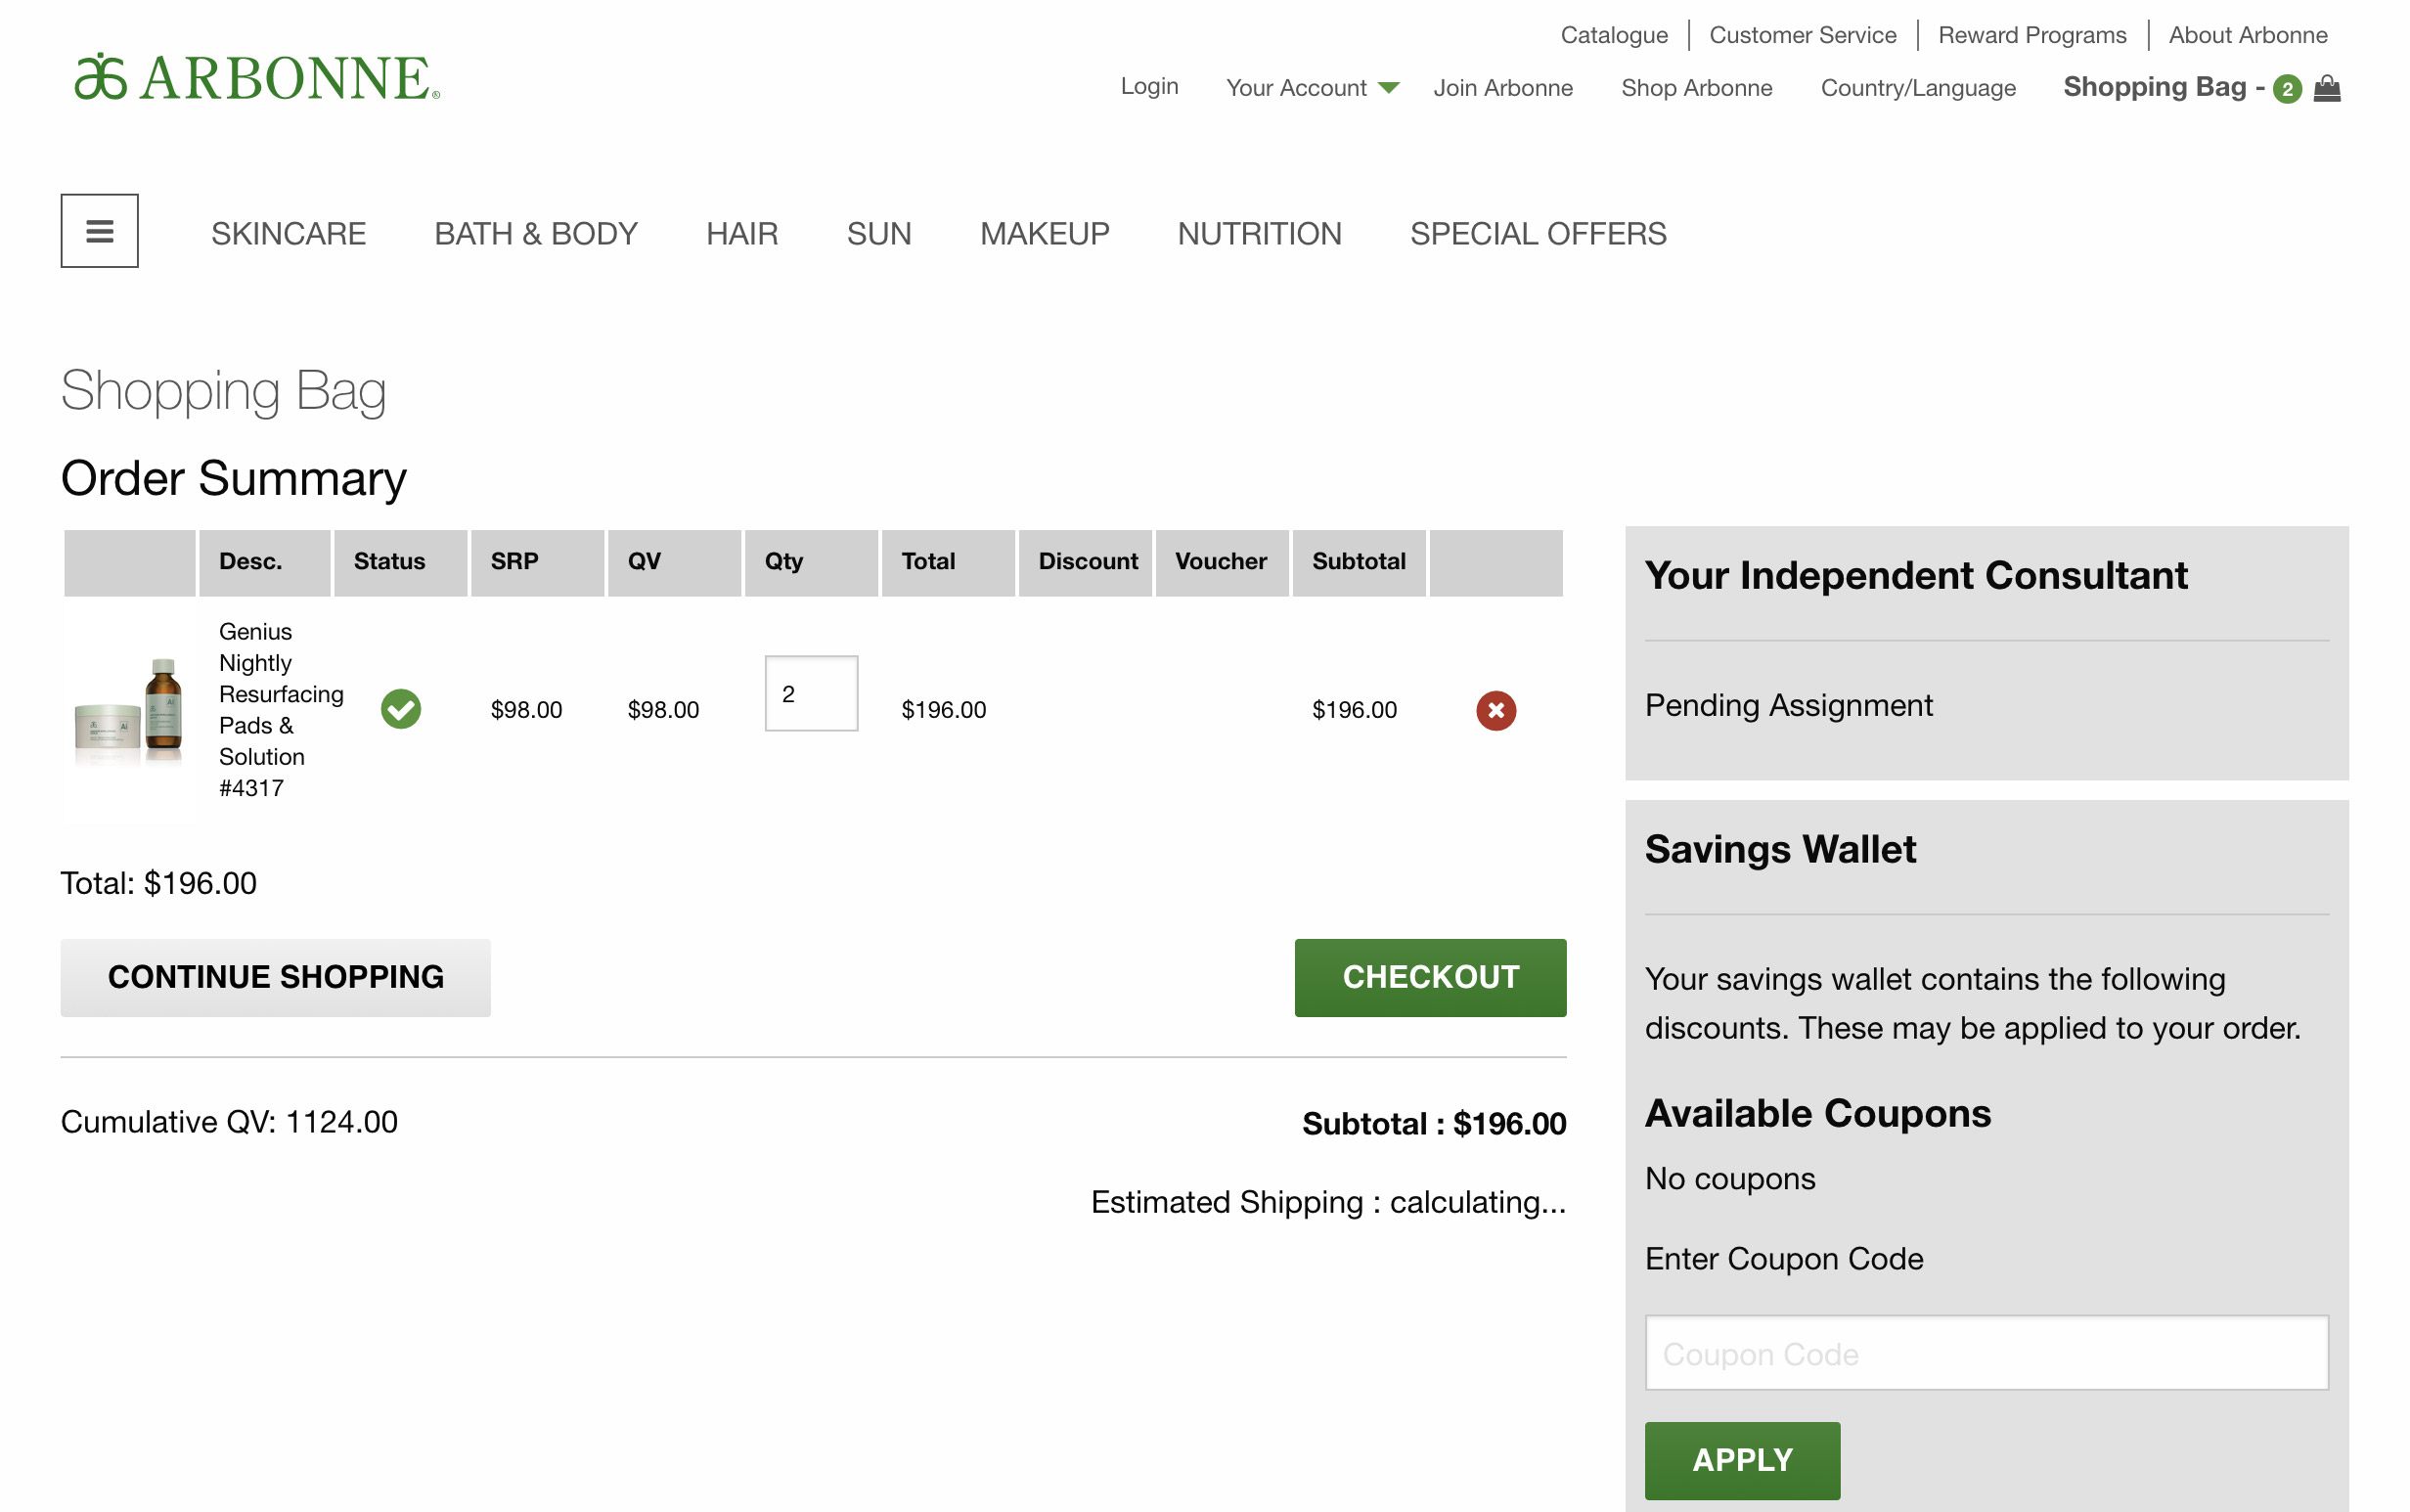 Catalogue
Customer Service
Reward Programs
About Arbonne
ARBONNE®
Login
Your Account
Join Arbonne
Shop Arbonne
Country/Language
Shopping Bag - 2
SKINCARE
BATH & BODY
HAIR
SUN
MAKEUP
NUTRITION
SPECIAL OFFERS
Shopping Bag
Order Summary
Desc. Status SRP QV Qty Total Discount Voucher Subtotal
Genius
Nightly
Resurfacing
Pads &
Solution
#4317
$98.00 $98.00 2 $196.00 $196.00
Total: $196.00
CONTINUE SHOPPING
CHECKOUT
Cumulative QV: 1124.00
Subtotal : $196.00
Estimated Shipping : calculating...
Your Independent Consultant
Pending Assignment
Savings Wallet
Your savings wallet contains the following
discounts. These may be applied to your order.
Available Coupons
No coupons
Enter Coupon Code
Coupon Code
APPLY